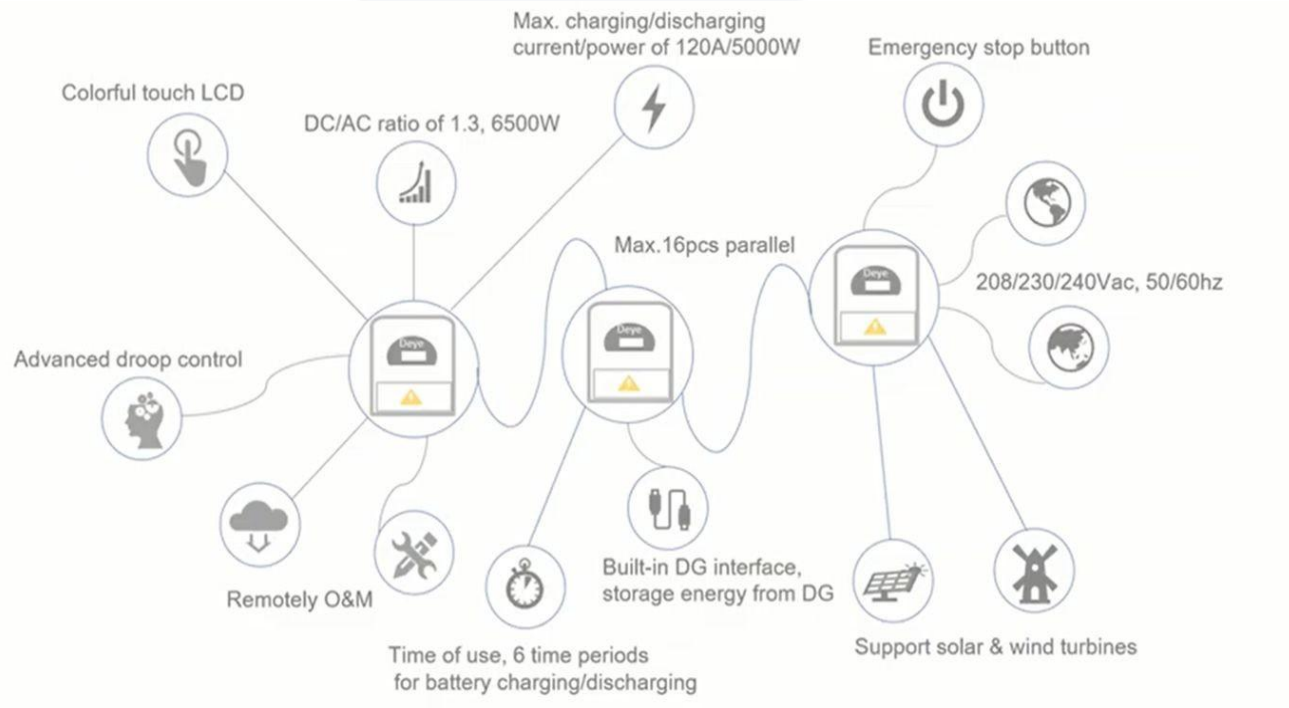 Max. charging/discharging
current/power of 120A/5000W
Emergency stop button
Colorful touch LCD
DC/AC ratio of 1.3, 6500W
Max.16pcs parallel
Deye
208/230/240Vac, 50/60hz
Deye
Deye
Advanced droop control
Built-in DG interface,
storage energy from DG
Remotely O&M
Support solar & wind turbines
Time of use, 6 time periods
for battery charging/discharging